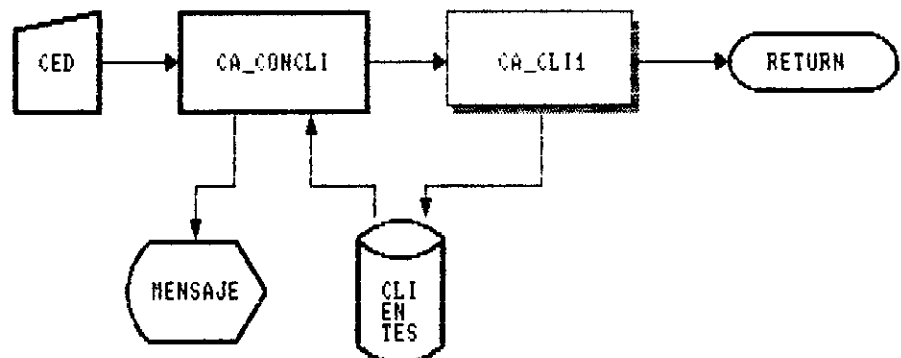 CED
CA_CONCLI
CA_CLI1
RETURN
MENSAJE
CLI
EN
TES